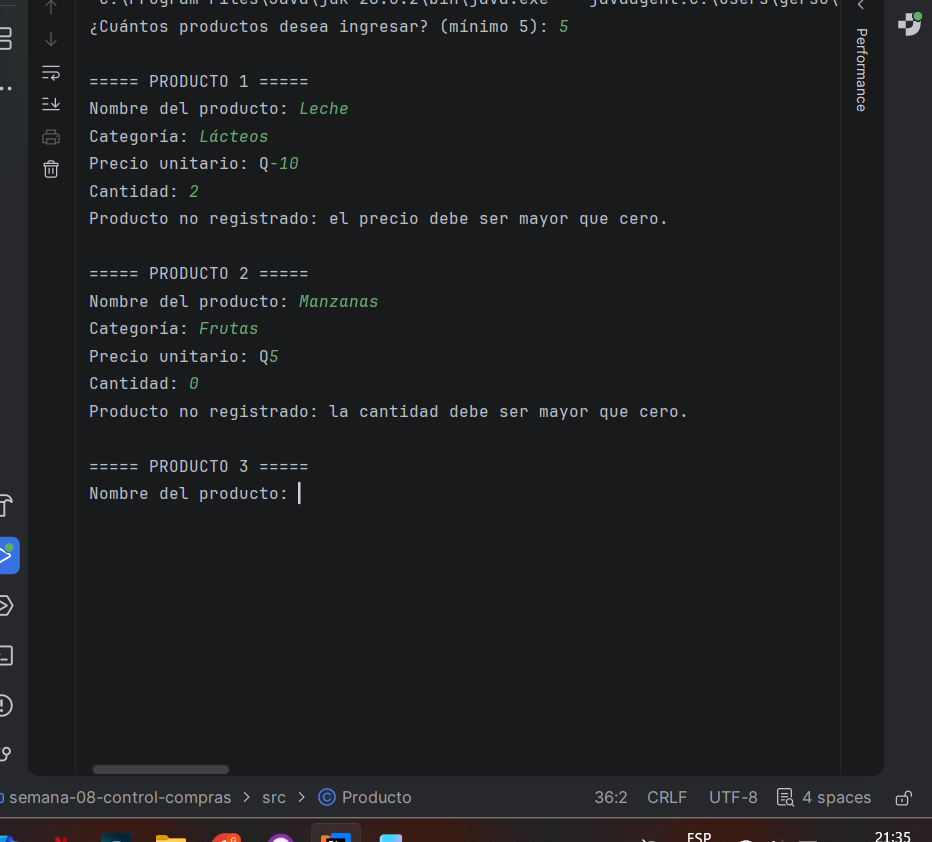 ¿Cuántos productos desea ingresar? (mínimo 5): 5
===== PRODUCTO 1 =====
Nombre del producto: Leche
Categoría: Lácteos
Precio unitario: Q-10
Cantidad: 2
Producto no registrado: el precio debe ser mayor que cero.
===== PRODUCTO 2 =====
Nombre del producto: Manzanas
Categoría: Frutas
Precio unitario: Q5
Cantidad: 0
Producto no registrado: la cantidad debe ser mayor que cero.
===== PRODUCTO 3 =====
Nombre del producto:
Performance
semana-08-control-compras > src > Producto 36:2 CRLF UTF-8 4 spaces
ESP 21:35